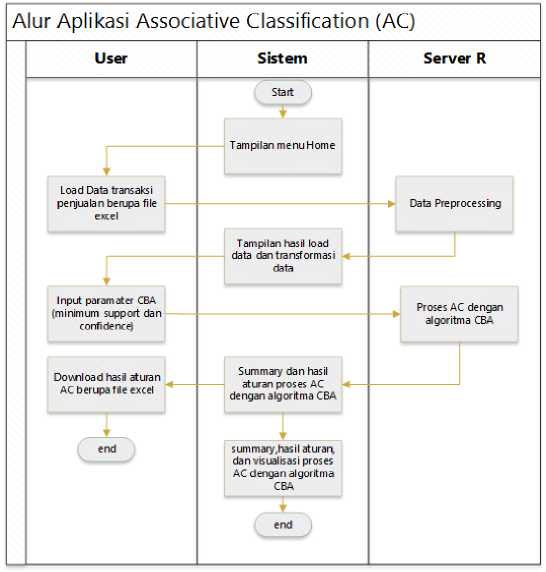 Alur Aplikasi Associative Classification (AC)
User
Sistem
Server R
Start
Tampilan menu Home
Load Data transaksi
penjualan berupa file
excel
Data Preprocessing
Tampilan hasil load
data dan transformasi
data
Input paramater CBA
(minimum support dan
confidence)
Proses AC dengan
algoritma CBA
Download hasil aturan
AC berupa file excel
Summary dan hasil
aturan proses AC
dengan algoritma CBA
end
summary,hasil aturan,
dan visualisasi proses
AC dengan algoritma
CBA
end